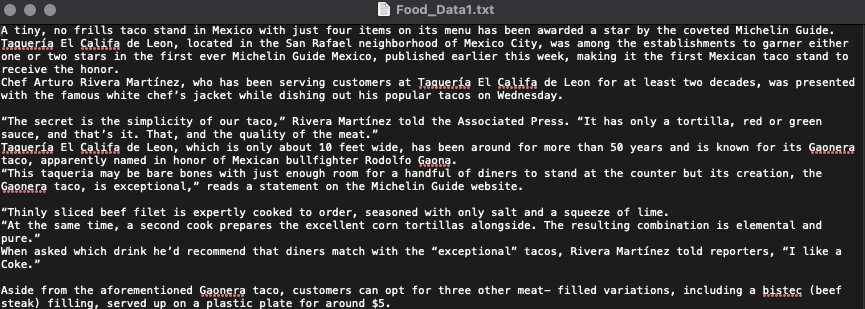 Food_Data1.txt
A tiny, no frills taco stand in Mexico with just four items on its menu has been awarded a star by the coveted Michelin Guide.
Taquería El Califa de Leon, located in the San Rafael neighborhood of Mexico City, was among the establishments to garner either
one or two stars in the first ever Michelin Guide Mexico, published earlier this week, making it the first Mexican taco stand to
receive the honor.
Chef Arturo Rivera Martínez, who has been serving customers at Taquería El Califa de Leon for at least two decades, was presented
with the famous white chef’s jacket while dishing out his popular tacos on Wednesday.
“The secret is the simplicity of our taco,” Rivera Martínez told the Associated Press. “It has only a tortilla, red or green
sauce, and that’s it. That, and the quality of the meat.”
Taquería El Califa de Leon, which is only about 10 feet wide, has been around for more than 50 years and is known for its Gaonera
taco, apparently named in honor of Mexican bullfighter Rodolfo Gaona.
“This taqueria may be bare bones with just enough room for a handful of diners to stand at the counter but its creation, the
Gaonera taco, is exceptional,” reads a statement on the Michelin Guide website.
“Thinly sliced beef filet is expertly cooked to order, seasoned with only salt and a squeeze of lime.
“At the same time, a second cook prepares the excellent corn tortillas alongside. The resulting combination is elemental and
pure.”
When asked which drink he’d recommend that diners match with the “exceptional” tacos, Rivera Martínez told reporters, “I like a
Coke.”
Aside from the aforementioned Gaonera taco, customers can opt for three other meat– filled variations, including a bistec (beef
steak) filling, served up on a plastic plate for around $5.